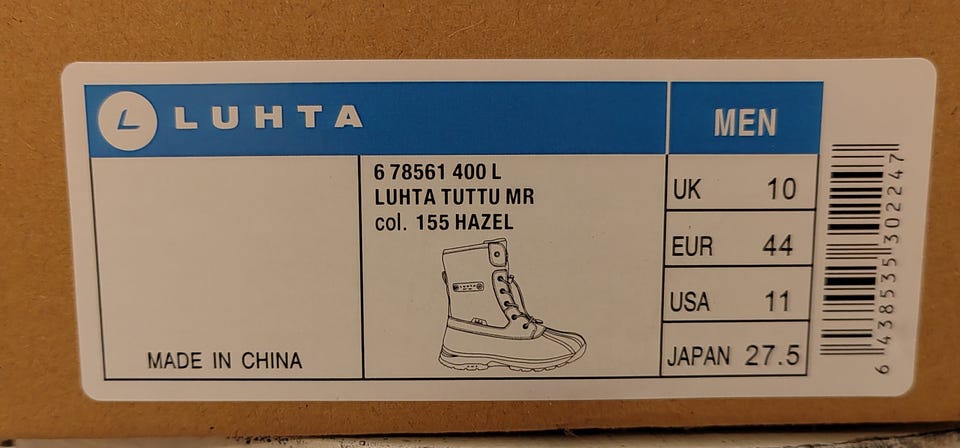 LUHTA
MEN
6 78561 400 L
LUHTA TUTTU MR
col. 155 HAZEL
MADE IN CHINA
UK 10
EUR 44
USA 11
JAPAN 27.5
6 438535 302247